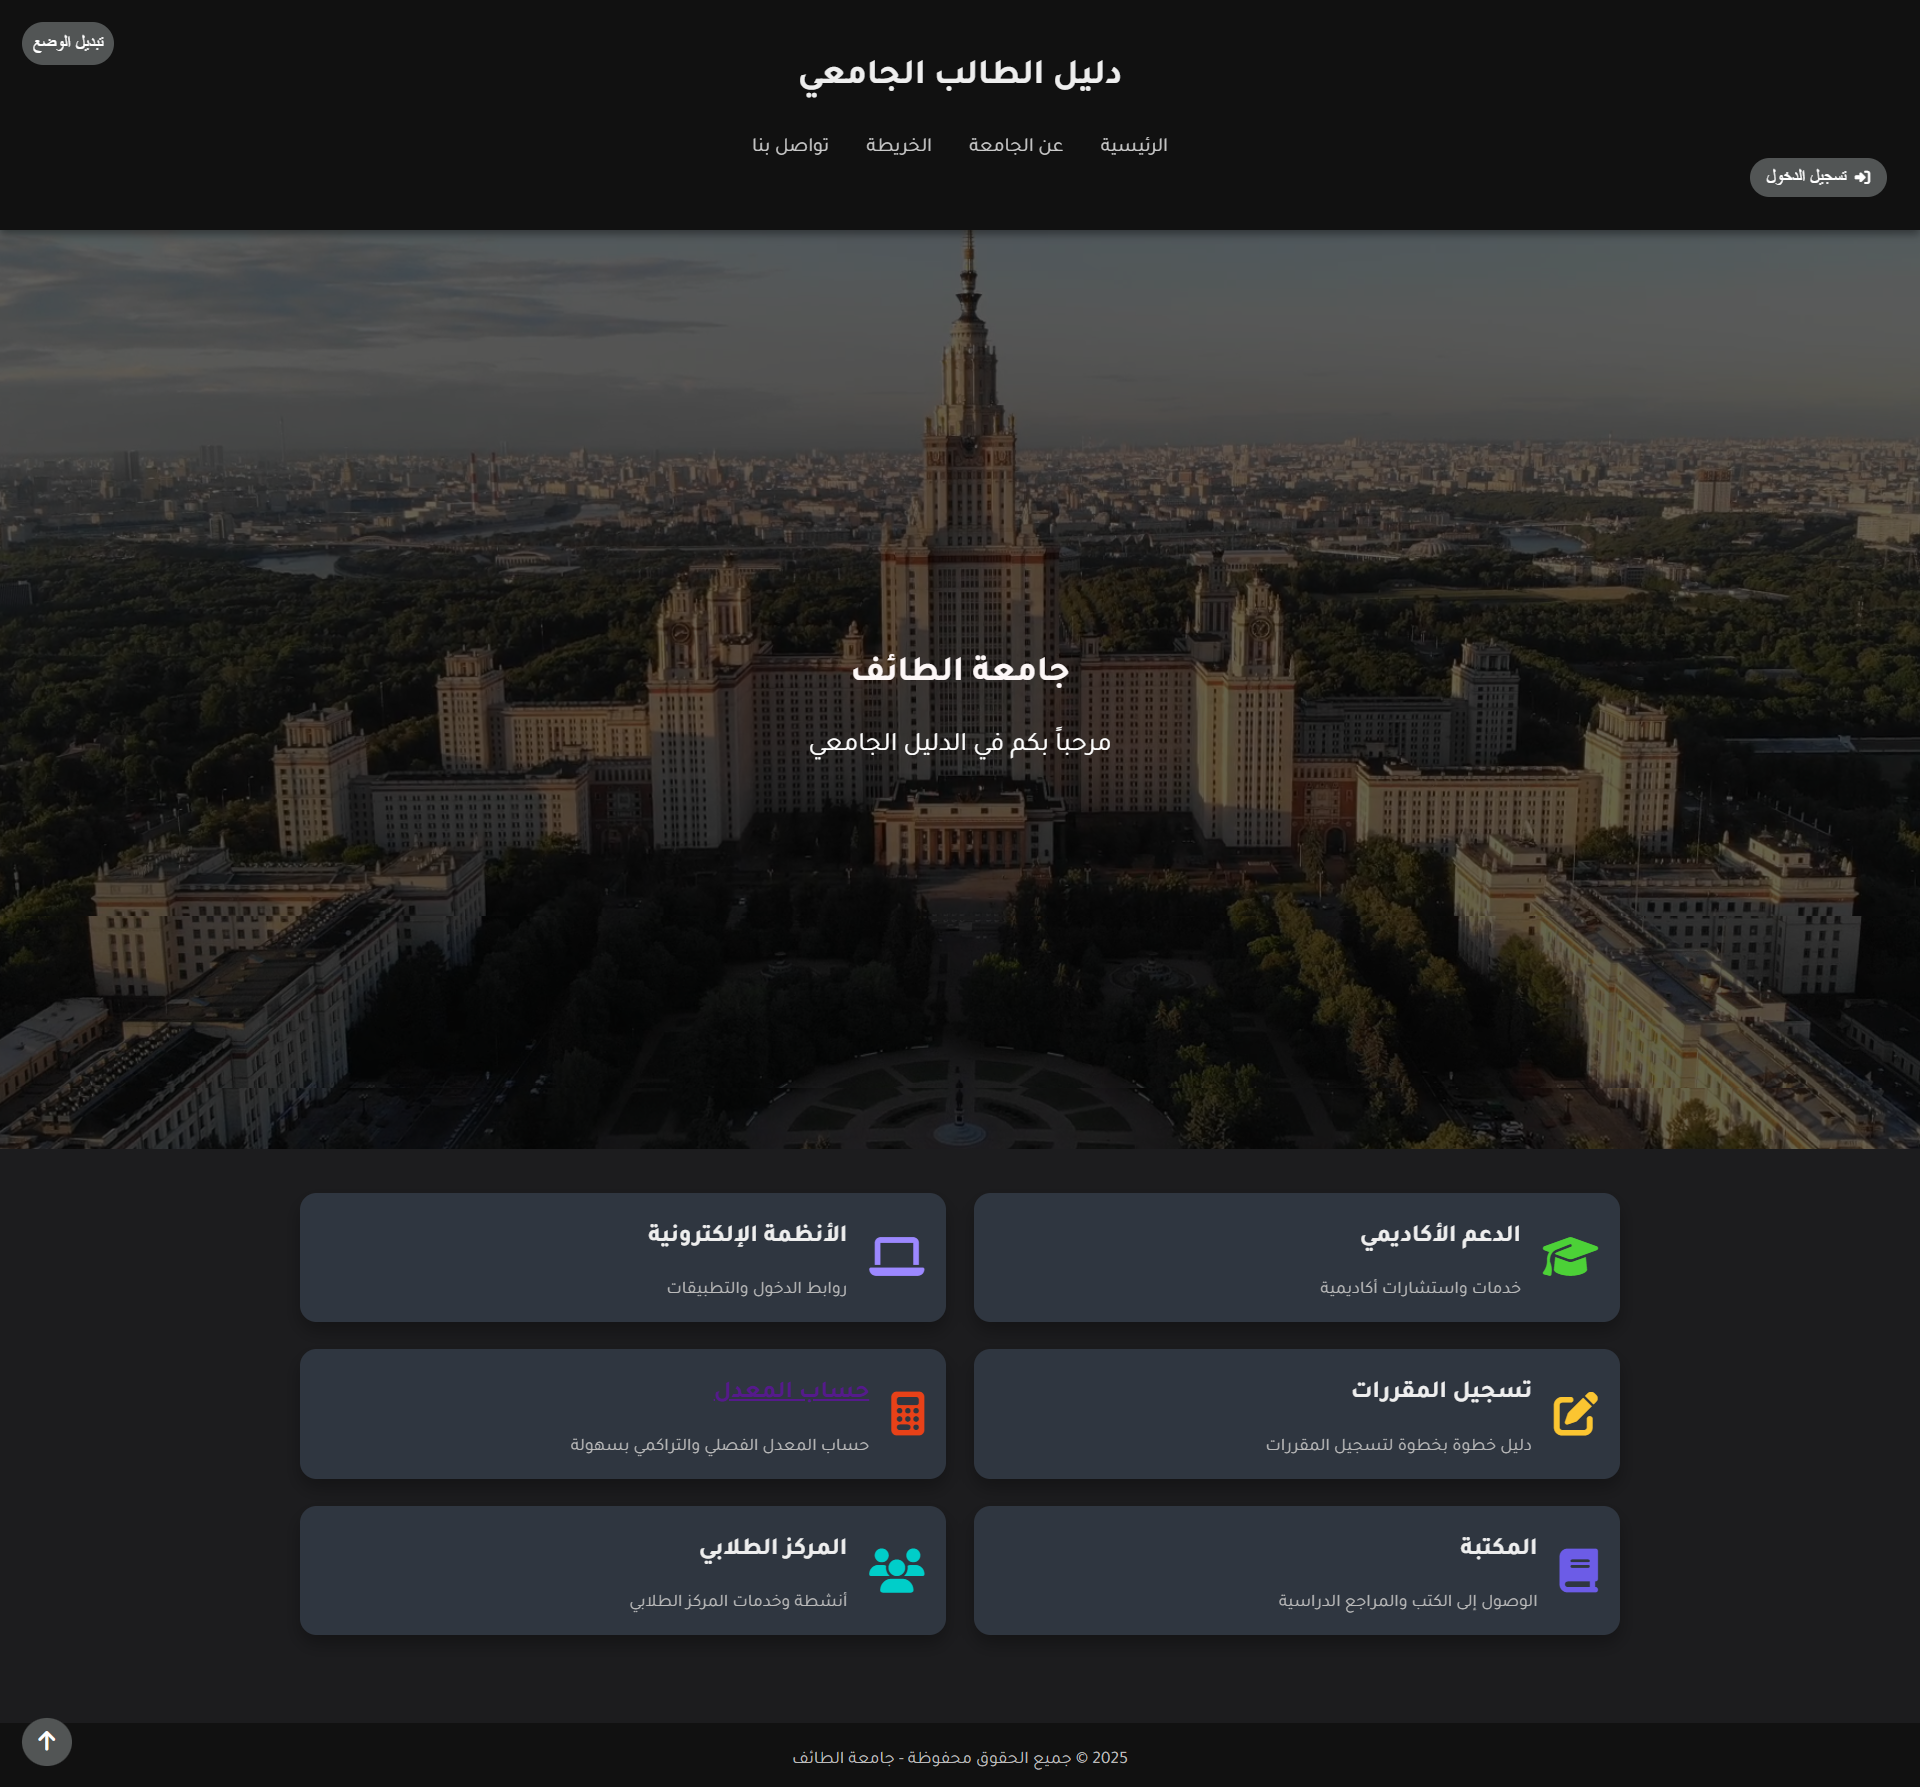 تبديل الوضع
دليل الطالب الجامعي
الرئيسية
عن الجامعة
الخريطة
تواصل بنا
تسجيل الدخول
جامعة الطائف
مرحباً بكم في الدليل الجامعي
الدعم الأكاديمي
خدمات واستشارات أكاديمية
الأنظمة الإلكترونية
روابط الدخول والتطبيقات
تسجيل المقررات
دليل خطوة بخطوة لتسجيل المقررات
حساب المعدل
حساب المعدل الفصلي والتراكمي بسهولة
المكتبة
الوصول إلى الكتب والمراجع الدراسية
المركز الطلابي
أنشطة وخدمات المركز الطلابي
2025 © جميع الحقوق محفوظة - جامعة الطائف